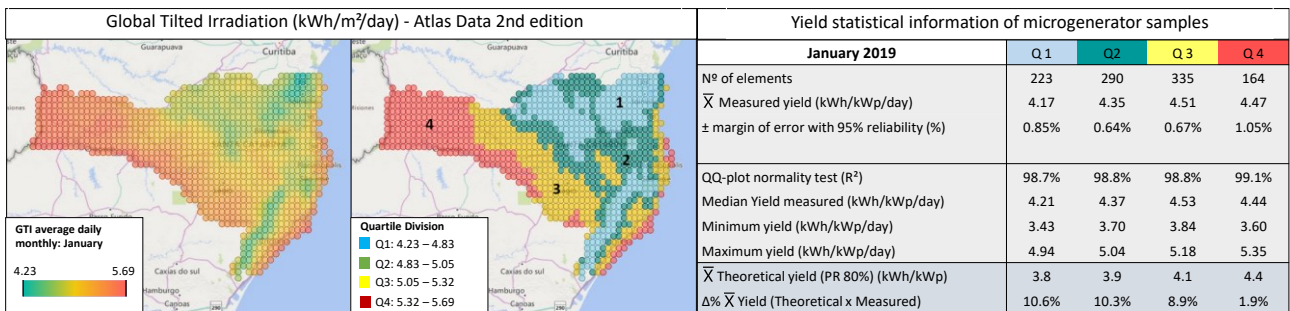 Global Tilted Irradiation (kWh/m²/day) - Atlas Data 2nd edition
Guarapuava
Curitiba
GTI average daily
monthly: January
4.23 5.69
Caxias do sul
Hamburgo
Canoas
290
Guarapuava
Curitiba
1
4
2
3
Quartile Division
Q1: 4.23 – 4.83
Q2: 4.83 – 5.05
Q3: 5.05 – 5.32
Q4: 5.32 – 5.69
Caxias do sul
Hamburgo
Canoas
290
Yield statistical information of microgenerator samples
January 2019 Q 1 Q2 Q 3 Q 4
Nº of elements 223 290 335 164
X̅ Measured yield (kWh/kWp/day) 4.17 4.35 4.51 4.47
± margin of error with 95% reliability (%) 0.85% 0.64% 0.67% 1.05%
QQ-plot normality test (R²) 98.7% 98.8% 98.8% 99.1%
Median Yield measured (kWh/kWp/day) 4.21 4.37 4.53 4.44
Minimum yield (kWh/kWp/day) 3.43 3.70 3.84 3.60
Maximum yield (kWh/kWp/day) 4.94 5.04 5.18 5.35
X̅ Theoretical yield (PR 80%) (kWh/kWp) 3.8 3.9 4.1 4.4
Δ% X̅ Yield (Theoretical x Measured) 10.6% 10.3% 8.9% 1.9%